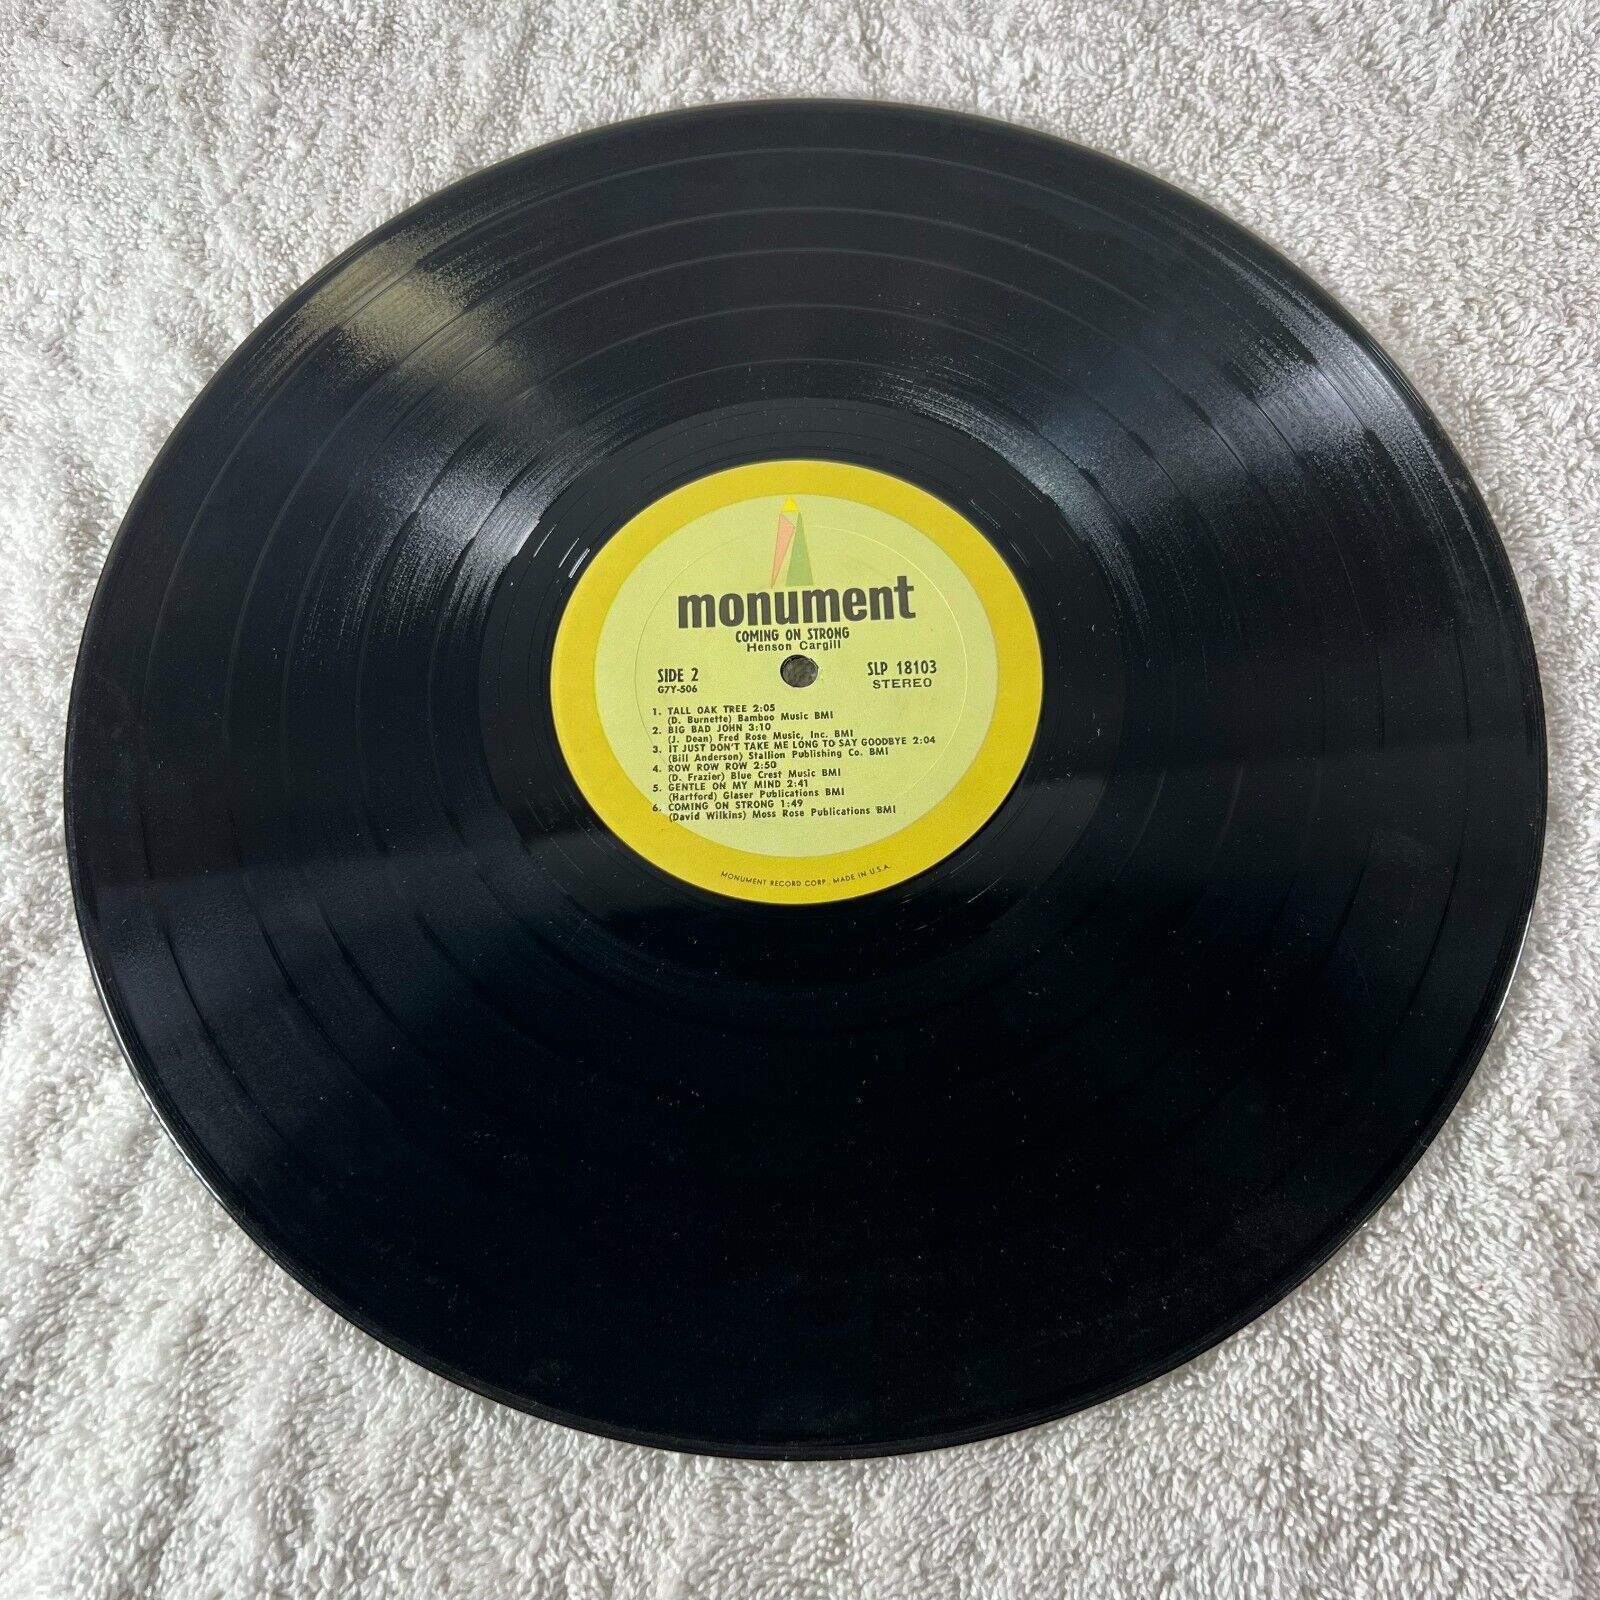 monument
COMING ON STRONG
Henson Cargill
SIDE 2
G7Y-506
SLP 18103
STEREO
1. TALL OAK TREE 2:05
(D. Burnette) Bamboo Music BMI
2. BIG BAD JOHN 3:10
(J. Dean) Fred Rose Music, Inc. BMI
3. IT JUST DON'T TAKE ME LONG TO SAY GOODBYE 2:04
(Bill Anderson) Stallion Publishing Co. BMI
4. ROW ROW ROW 2:50
(D. Frazier) Blue Crest Music BMI
5. GENTLE ON MY MIND 2:41
(Hartford) Glaser Publications BMI
6. COMING ON STRONG 1:49
(David Wilkins) Moss Rose Publications BMI
MONUMENT RECORD CORP. MADE IN U.S.A.